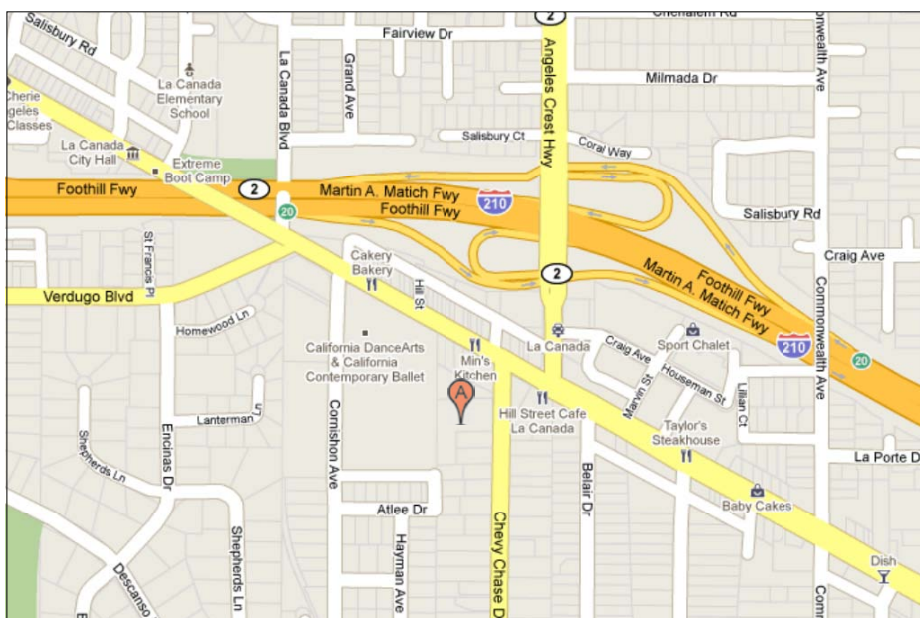 Salisbury Rd
La Canada Blvd
Grand Ave
Fairview Dr
2
Angeles Crest Hwy
Milmada Dr
La Canada
Elementary
School
Cherie
Classes
La Canada
City Hall
Extreme
Boot Camp
Salisbury Ct
Coral Way
Foothill Fwy
2
Martin A. Matich Fwy
Foothill Fwy
210
20
Salisbury Rd
Craig Ave
St Francis Pl
Cakery
Bakery
Hill St
2
Foothill Fwy
Martin A. Matich Fwy
Commonwealth Ave
Verdugo Blvd
Homewood Ln
California DanceArts
& California
Contemporary Ballet
Min's
Kitchen
La Canada
Craig Ave
Sport Chalet
210
20
Marvin St
Houseman St
Lillian Ct
A
Lanterman
Hill Street Cafe
La Canada
Taylor's
Steakhouse
Shepherds Ln
Encinas Dr
Cornishon Ave
Belair Dr
La Porte D
Atlee Dr
Baby Cakes
Chevy Chase D
Hayman Ave
Shepherds Ln
Descanso
Dish